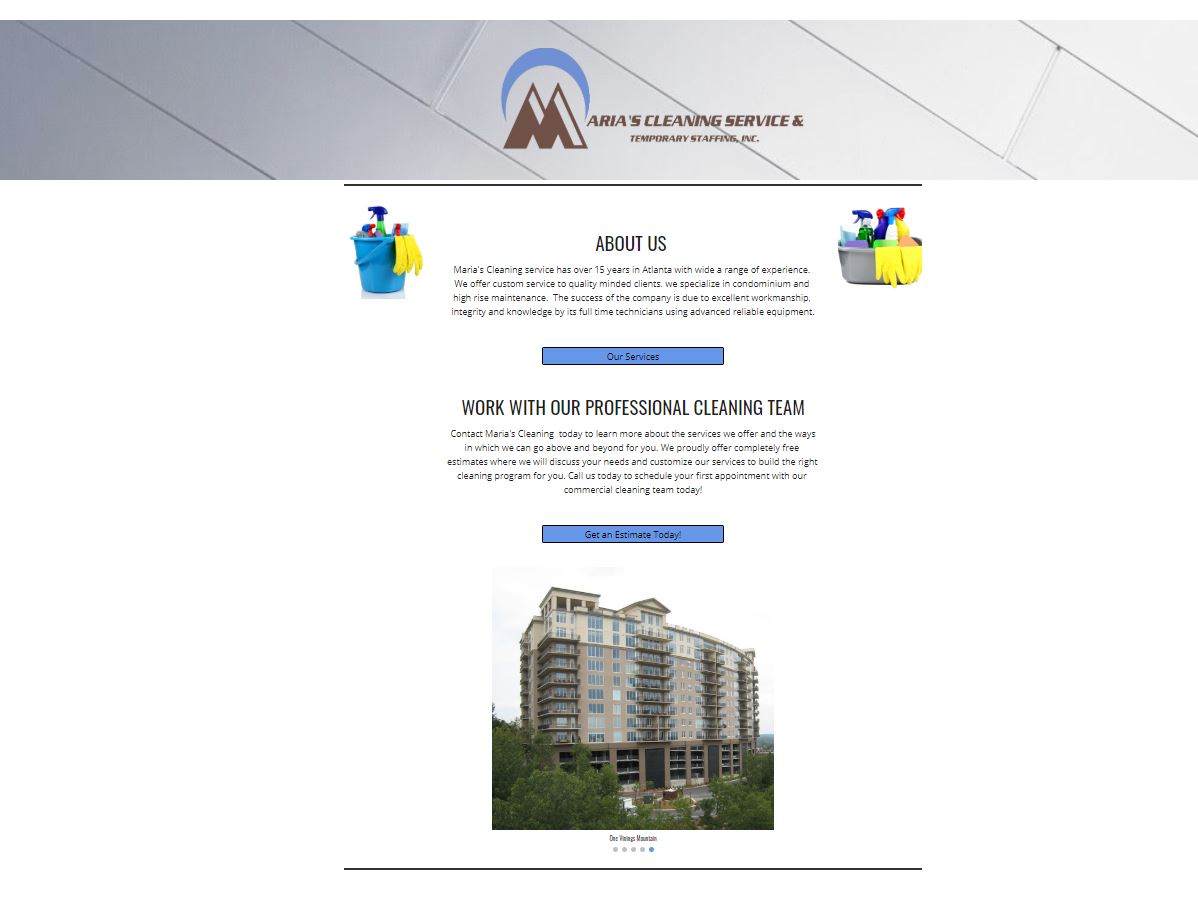 MARIA'S CLEANING SERVICE &
TEMPORARY STAFFING, INC.
ABOUT US
Maria's Cleaning service has over 15 years in Atlanta with wide a range of experience.
We offer custom service to quality minded clients. we specialize in condominium and
high rise maintenance.  The success of the company is due to excellent workmanship,
integrity and knowledge by its full time technicians using advanced reliable equipment.
Our Services
WORK WITH OUR PROFESSIONAL CLEANING TEAM
Contact Maria's Cleaning  today to learn more about the services we offer and the ways
in which we can go above and beyond for you. We proudly offer completely free
estimates where we will discuss your needs and customize our services to build the right
cleaning program for you. Call us today to schedule your first appointment with our
commercial cleaning team today!
Get an Estimate Today!
One Vinings Mountain